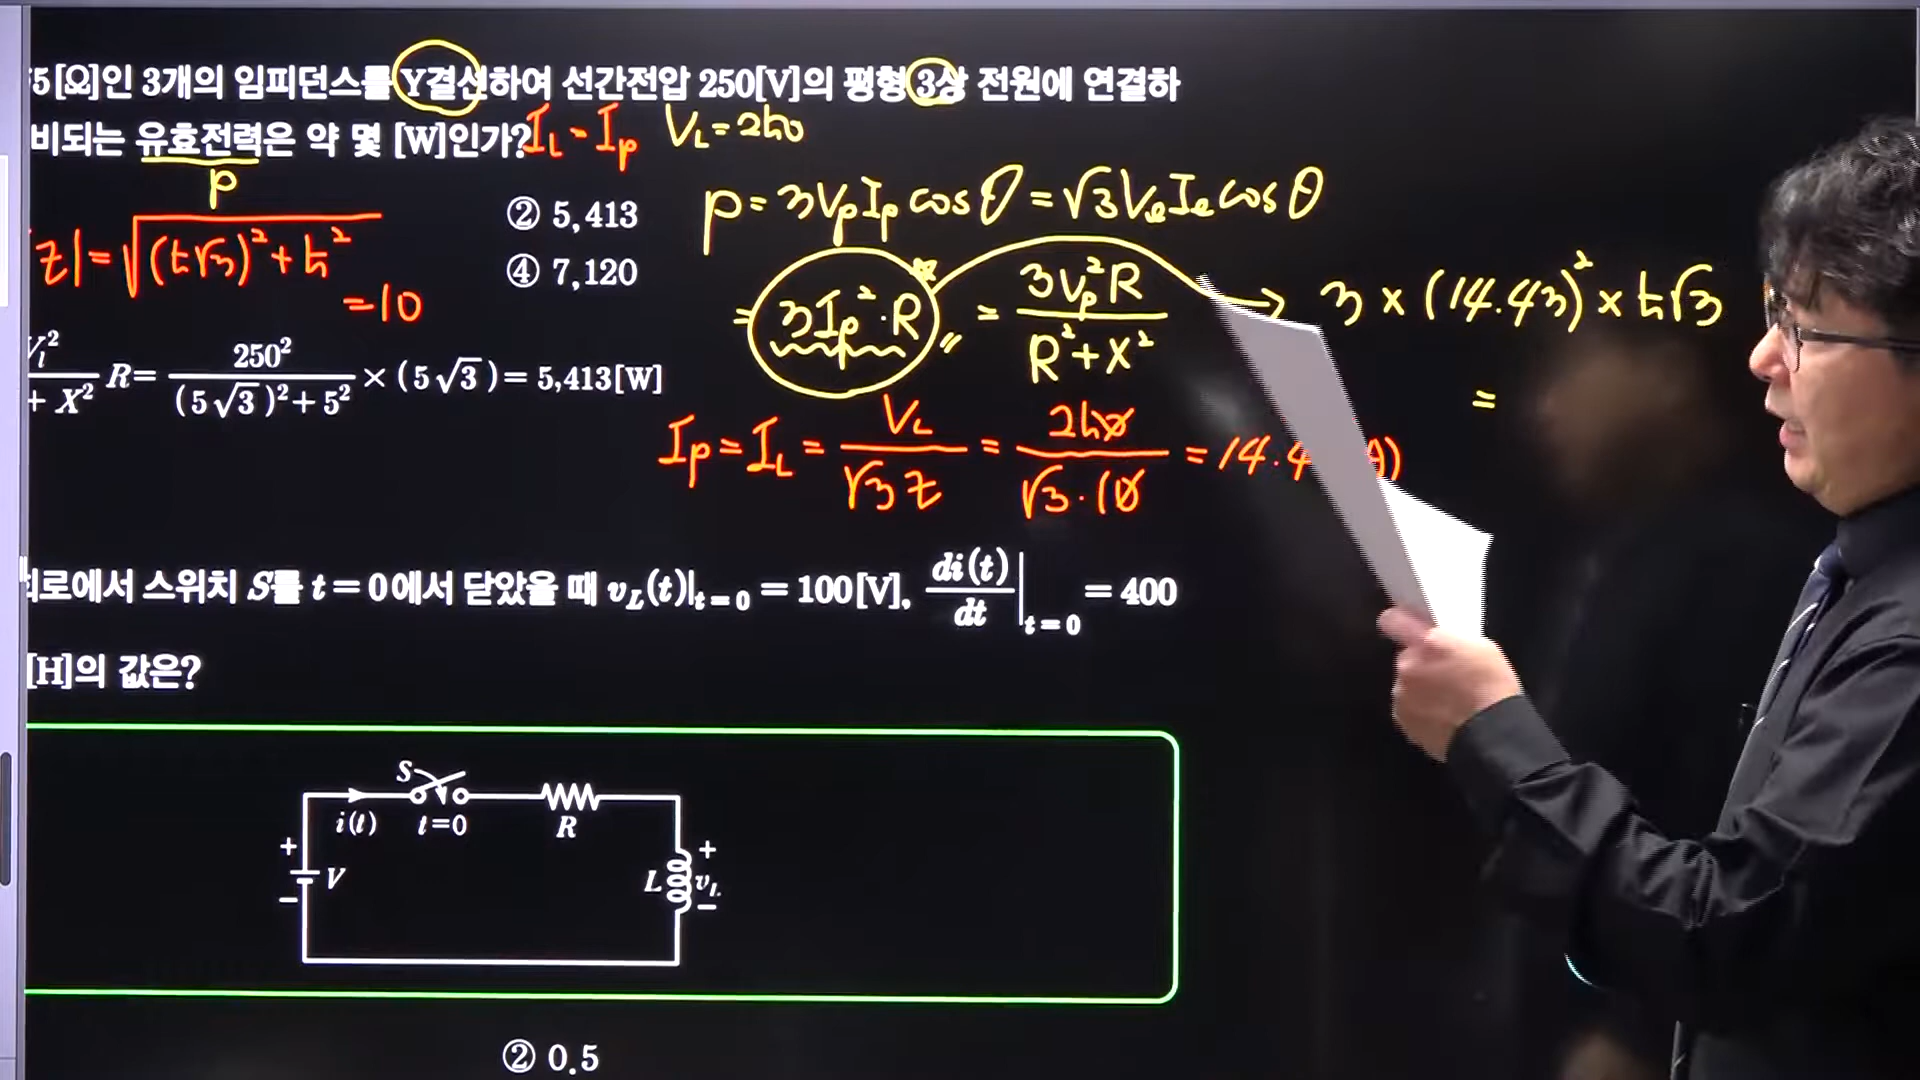 5[Ω]인 3개의 임피던스를 Y결선하여 선간전압 250[V]의 평형 3상 전원에 연결하
비되는 유효전력은 약 몇 [W]인가? I_L = I_p V_L = 250
P
② 5,413
④ 7,120
P = 3V_pI_p cosθ = √3V_ℓI_ℓ cosθ
|z| = √(5√3)² + 5² = 10
= 3I_p²·R = 3V_p²R / R² + X² → 3 × (14.43)² × 5√3
=
V_l² / + X² R = 250² / (5√3)² + 5² × (5√3) = 5,413[W]
I_p = I_L = V_L / √3 z = 250 / √3·10 = 14.4 A)
회로에서 스위치 S를 t = 0에서 닫았을 때 v_L(t)|t=0 = 100[V], di(t)/dt|t=0 = 400
[H]의 값은?
S
i(t) t=0 R
+ V −
L + v_L −
② 0.5